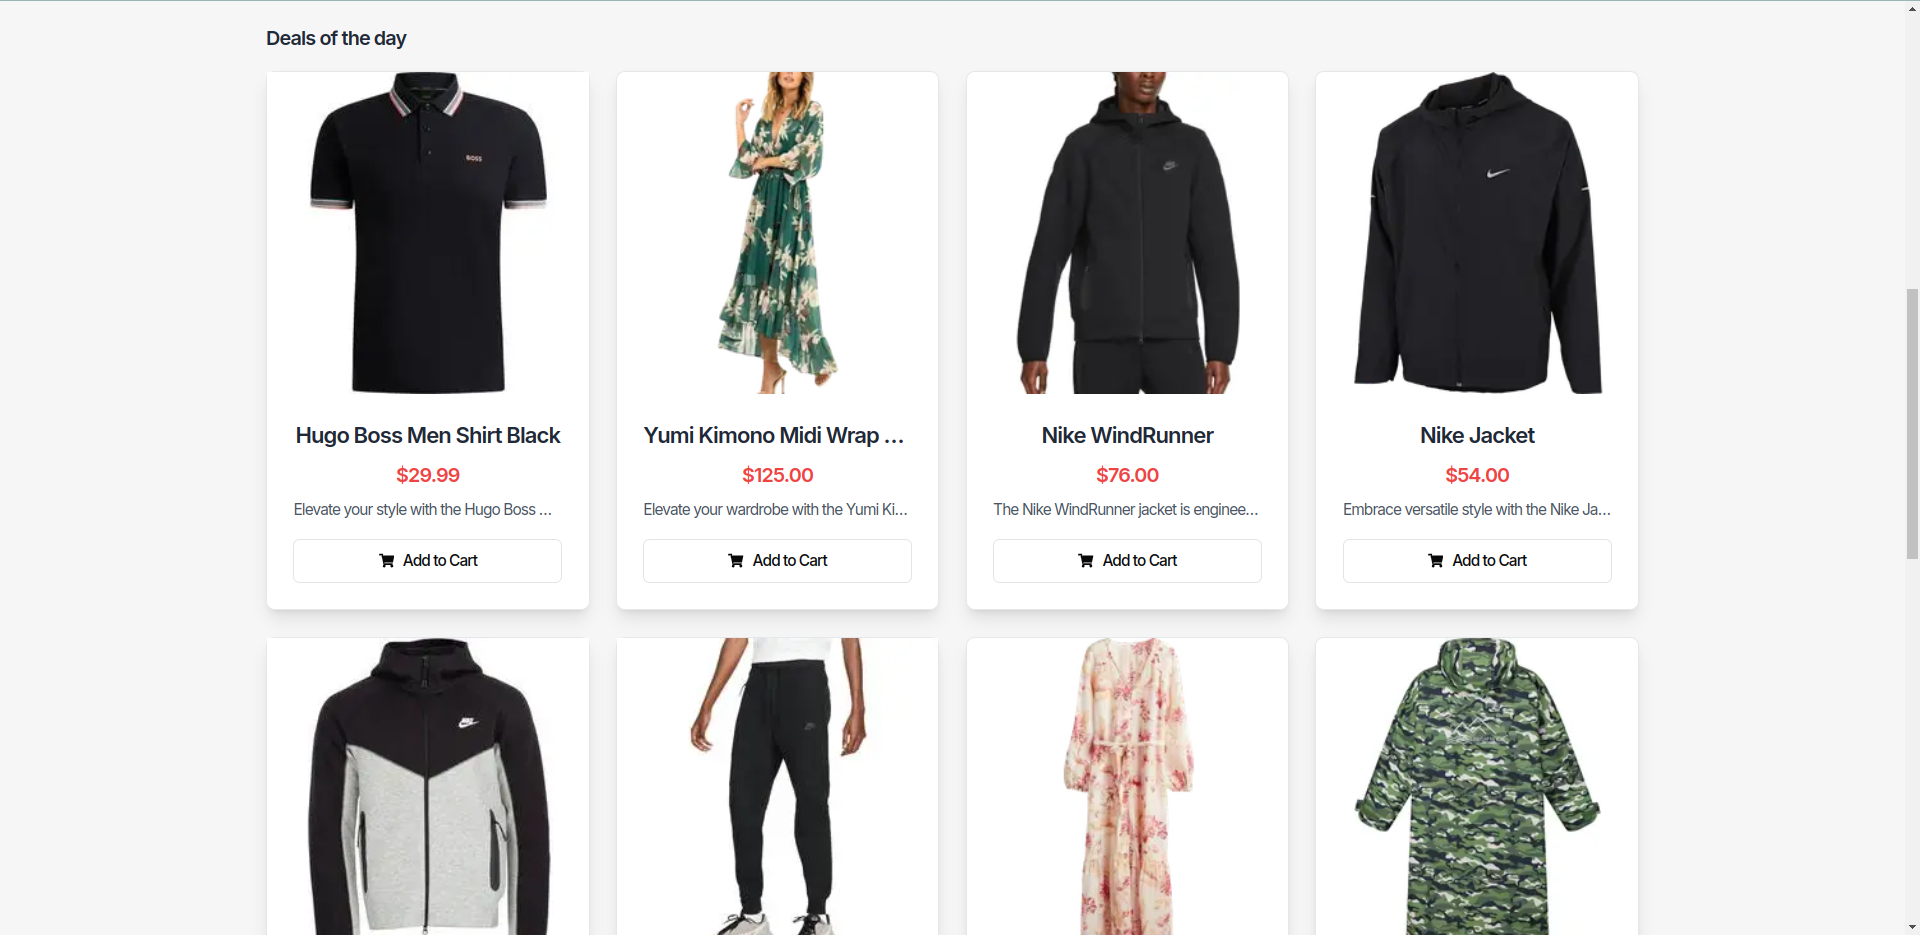 Deals of the day
BOSS
Hugo Boss Men Shirt Black
$29.99
Elevate your style with the Hugo Boss ...
Add to Cart
Yumi Kimono Midi Wrap ...
$125.00
Elevate your wardrobe with the Yumi Ki...
Add to Cart
Nike WindRunner
$76.00
The Nike WindRunner jacket is enginee...
Add to Cart
Nike Jacket
$54.00
Embrace versatile style with the Nike Ja...
Add to Cart